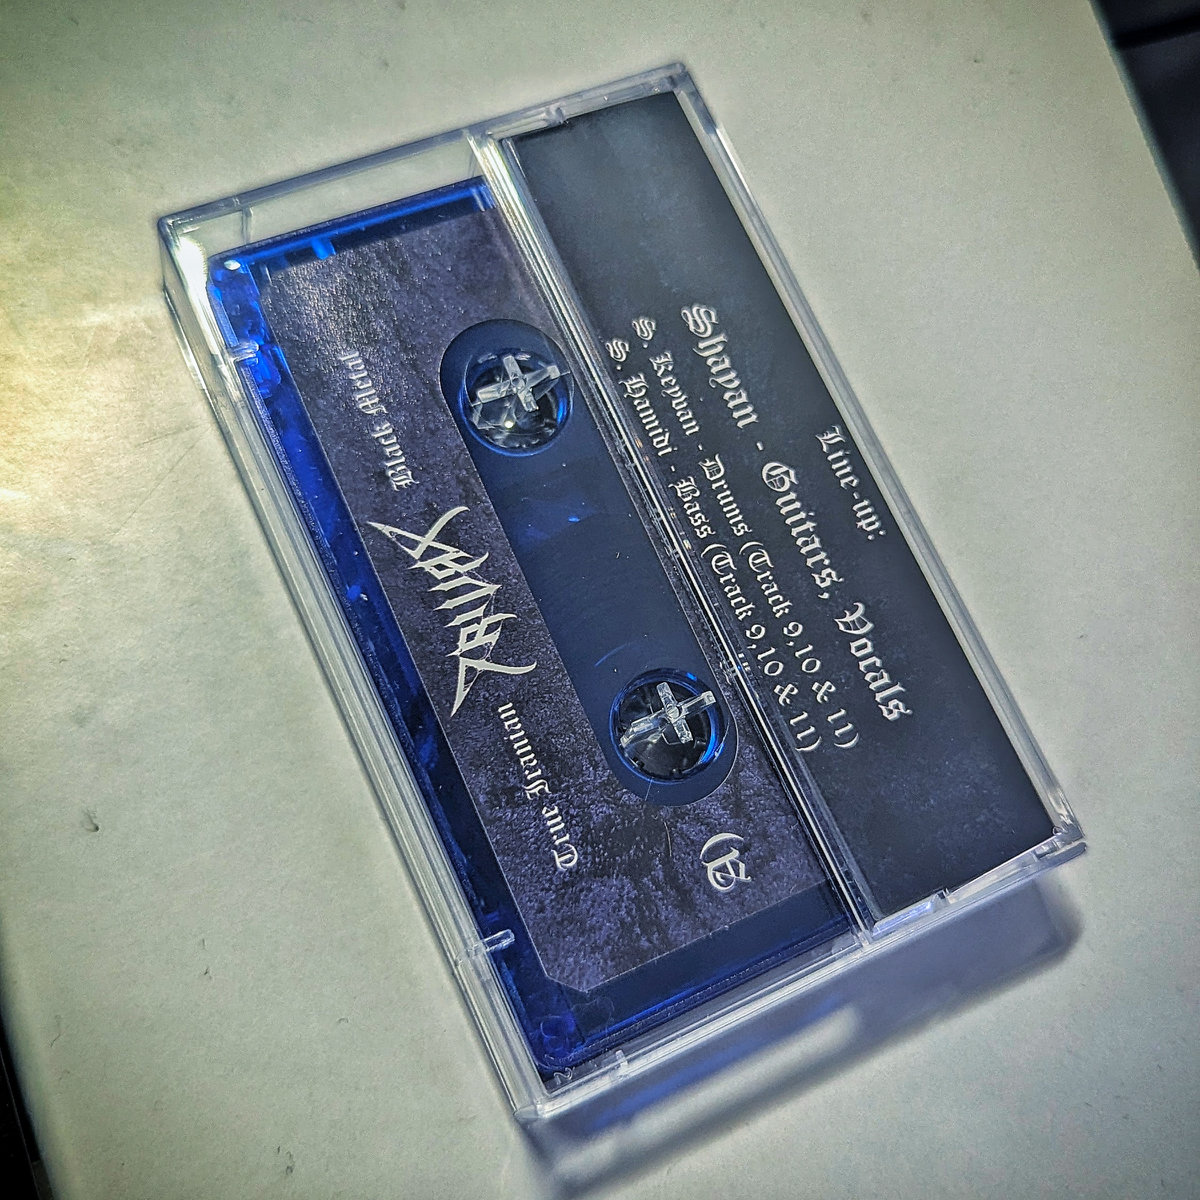 Line-up:
Shayan - Guitars, Vocals
S. Keyvan - Drums (Track 9,10 & 11)
S. Hamidi - Bass (Track 9,10 & 11)
True Iranian TRIVAX Black Metal